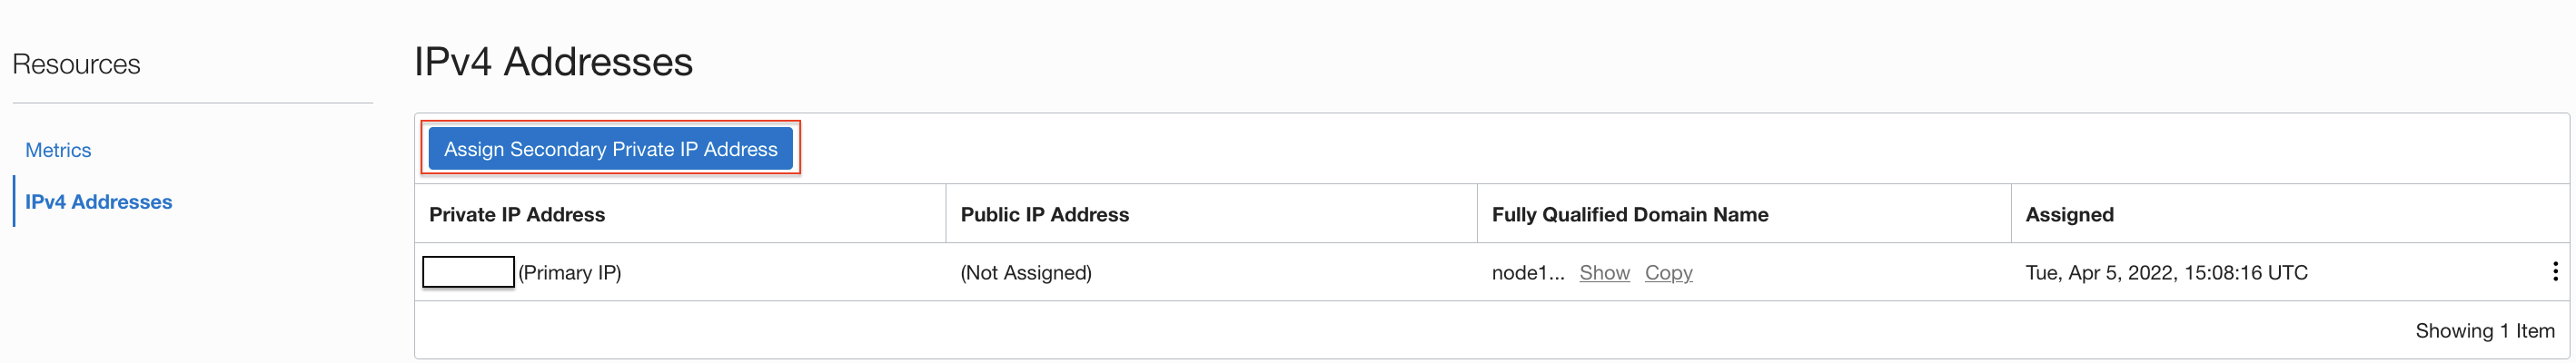 Resources
Metrics
IPv4 Addresses
IPv4 Addresses
Assign Secondary Private IP Address
Private IP Address Public IP Address Fully Qualified Domain Name Assigned
(Primary IP) (Not Assigned) node1... Show Copy Tue, Apr 5, 2022, 15:08:16 UTC
Showing 1 Item